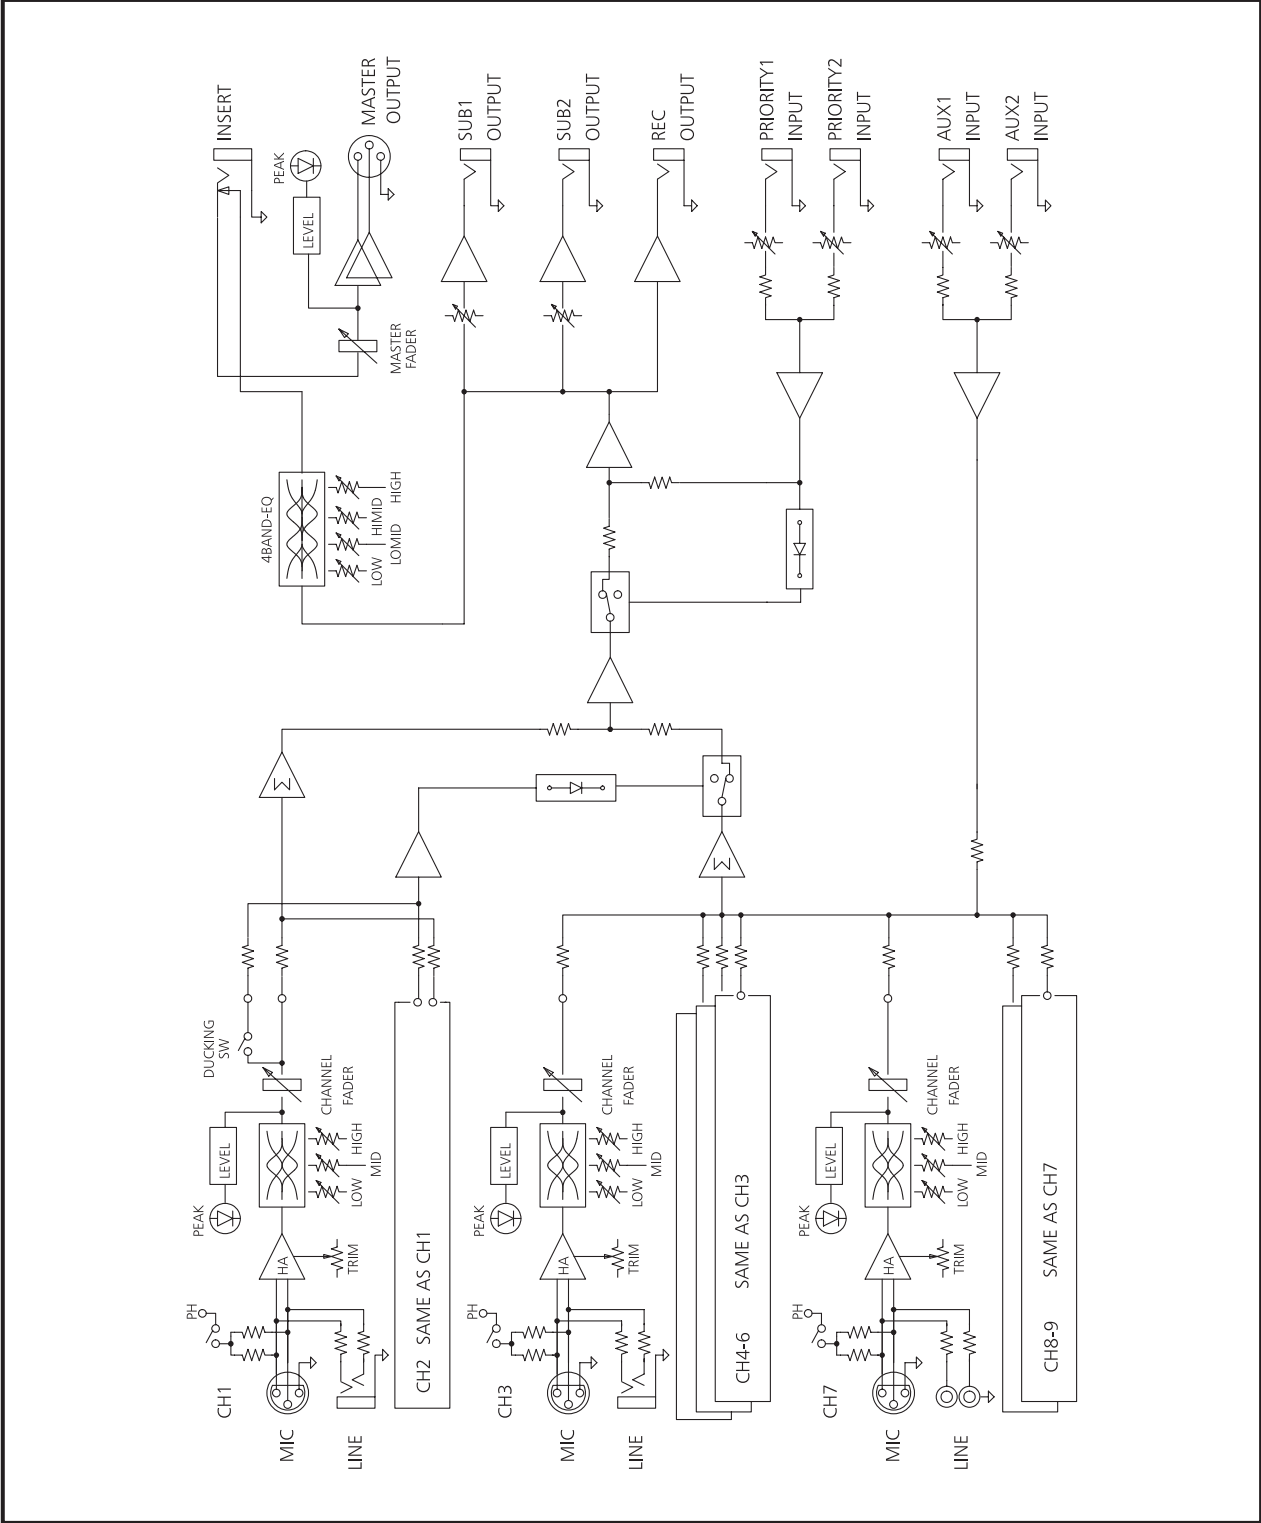 INSERT
PEAK
LEVEL
MASTER
OUTPUT
MASTER
FADER
SUB1
OUTPUT
SUB2
OUTPUT
REC
OUTPUT
PRIORITY1
INPUT
PRIORITY2
INPUT
AUX1
INPUT
AUX2
INPUT
4BAND-EQ
LOW
LOMID
HIMID
HIGH
Σ
Σ
DUCKING
SW
CHANNEL
FADER
LEVEL
PEAK
LOW
MID
HIGH
HA
TRIM
PH
CH1
MIC
LINE
CH2 SAME AS CH1
CHANNEL
FADER
LEVEL
PEAK
LOW
MID
HIGH
HA
TRIM
PH
CH3
MIC
LINE
CH4-6 SAME AS CH3
CHANNEL
FADER
LEVEL
PEAK
LOW
MID
HIGH
HA
TRIM
PH
CH7
MIC
LINE
CH8-9 SAME AS CH7